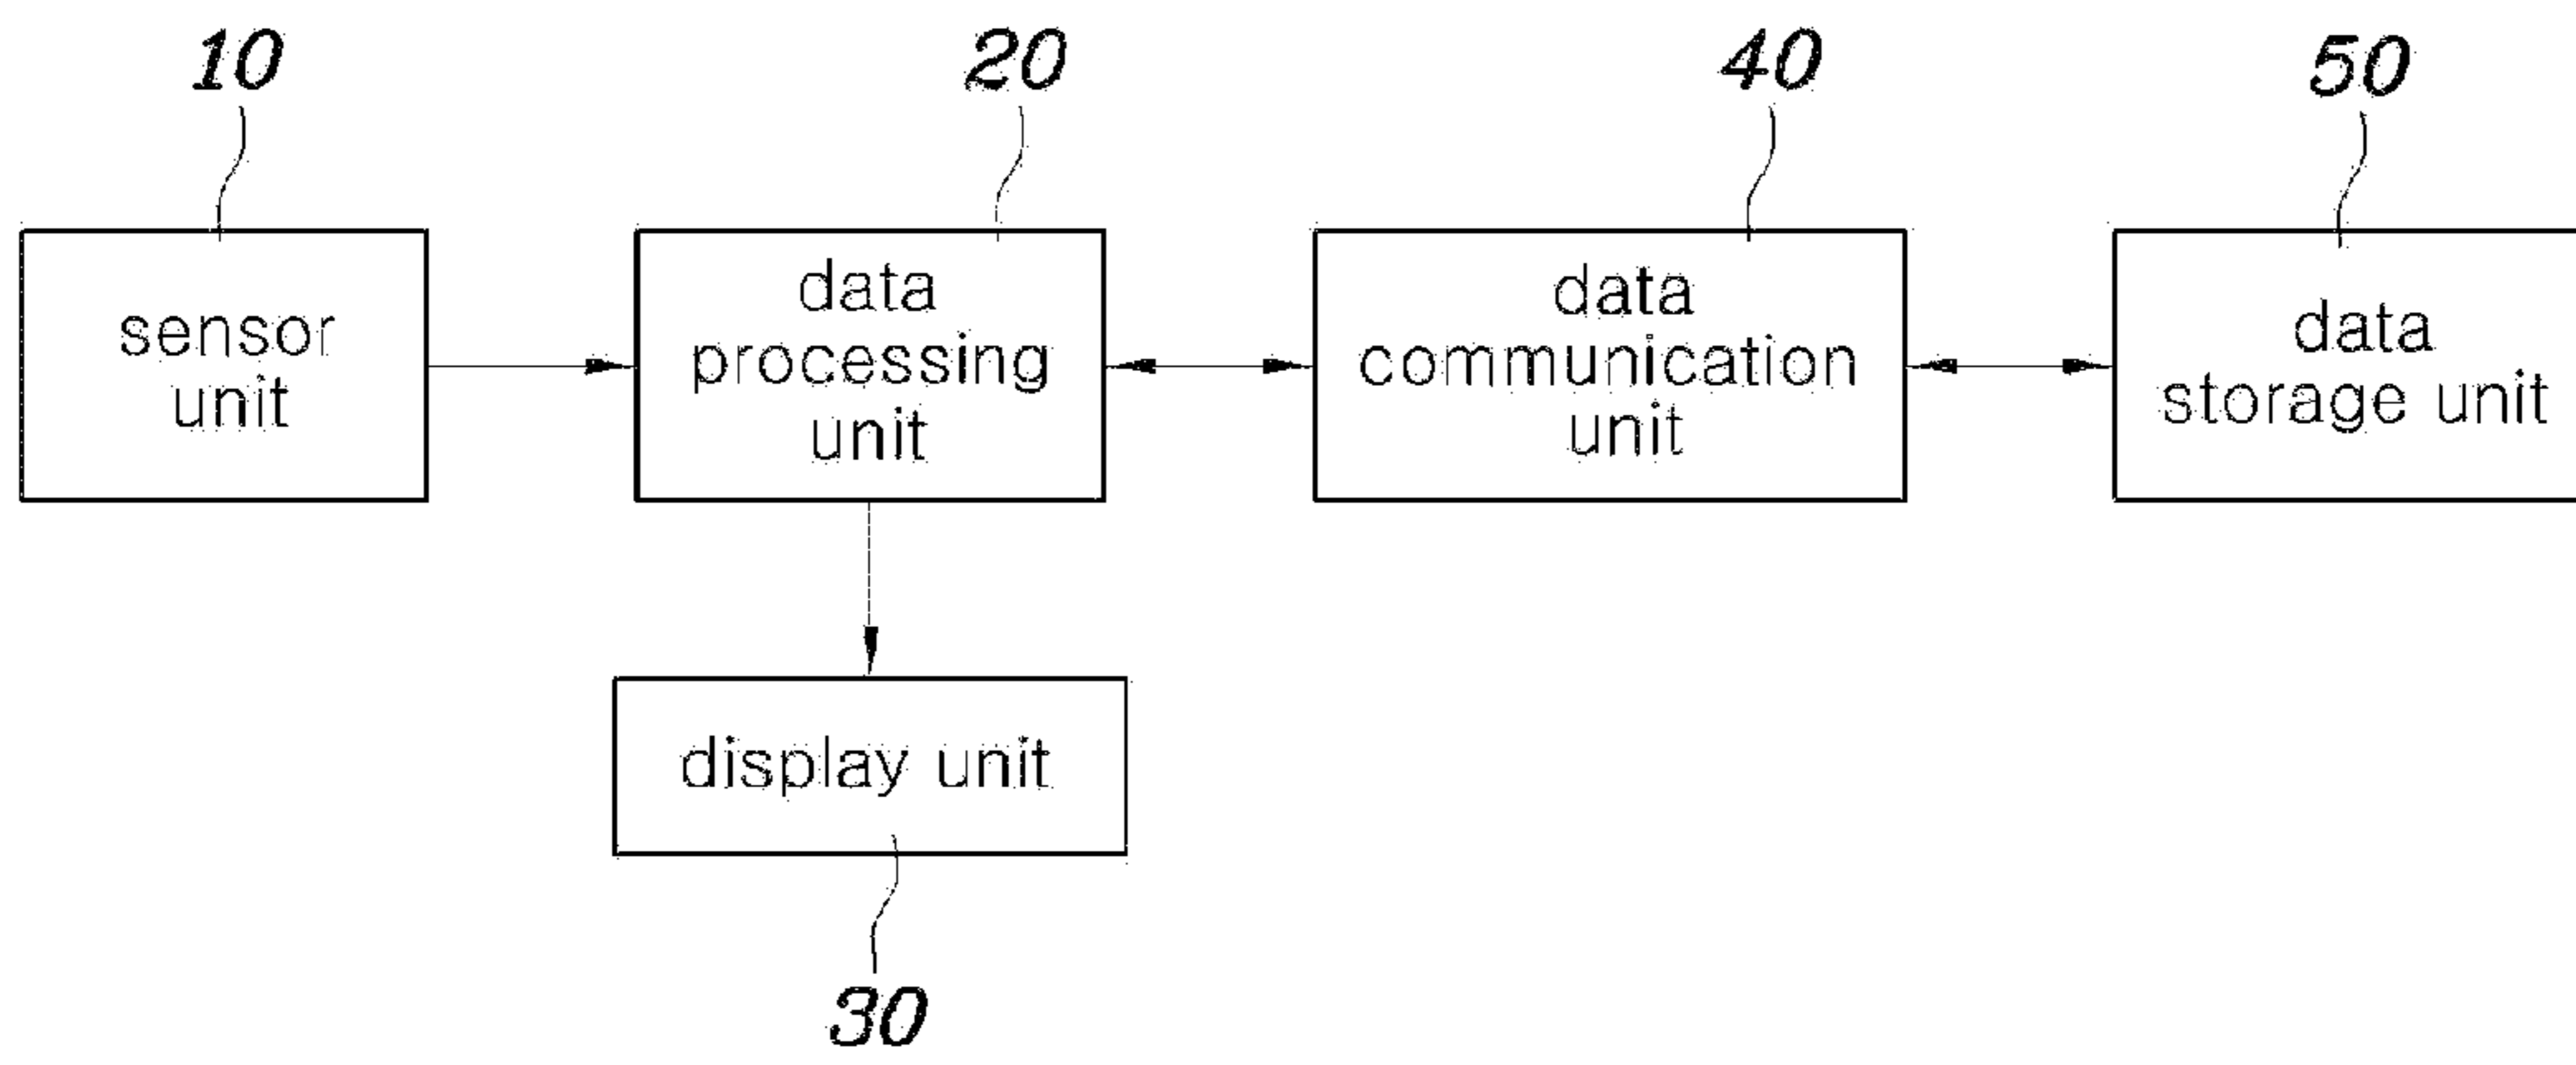 10
20
40
50
sensor
unit
data
processing
unit
data
communication
unit
data
storage unit
display unit
30